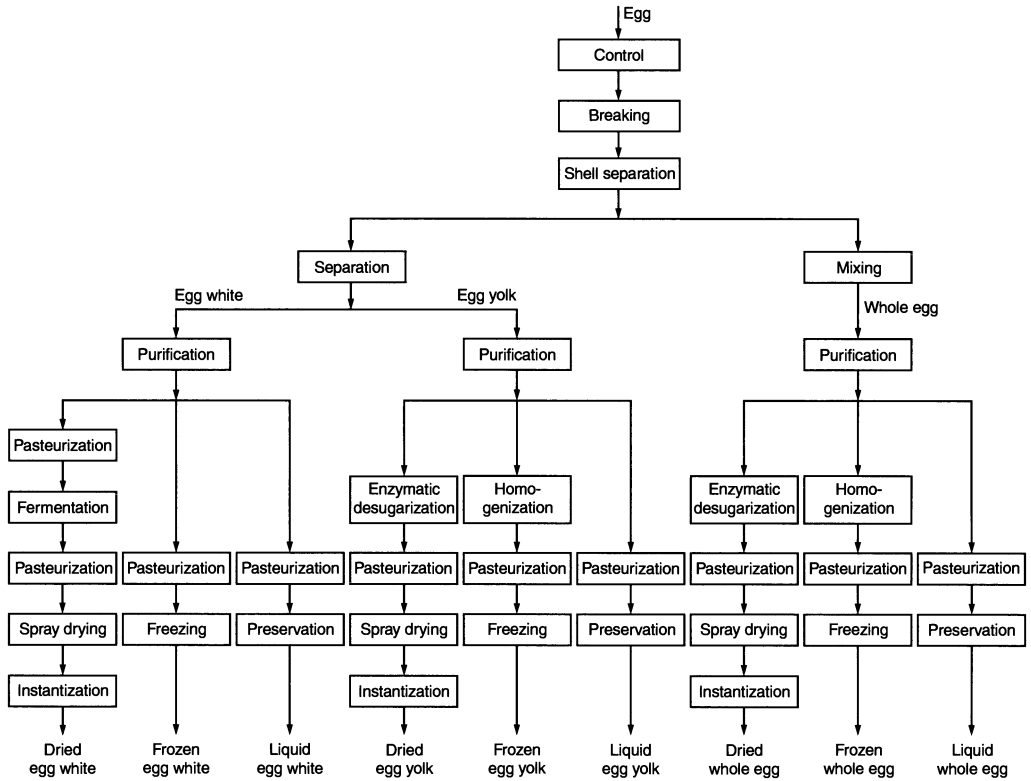 Egg
Control
Breaking
Shell separation
Separation
Mixing
Egg white
Egg yolk
Whole egg
Purification
Purification
Purification
Pasteurization
Fermentation
Enzymatic
desugarization
Homo-
genization
Enzymatic
desugarization
Homo-
genization
Pasteurization
Pasteurization
Pasteurization
Pasteurization
Pasteurization
Pasteurization
Pasteurization
Pasteurization
Pasteurization
Spray drying
Freezing
Preservation
Spray drying
Freezing
Preservation
Spray drying
Freezing
Preservation
Instantization
Instantization
Instantization
Dried
egg white
Frozen
egg white
Liquid
egg white
Dried
egg yolk
Frozen
egg yolk
Liquid
egg yolk
Dried
whole egg
Frozen
whole egg
Liquid
whole egg